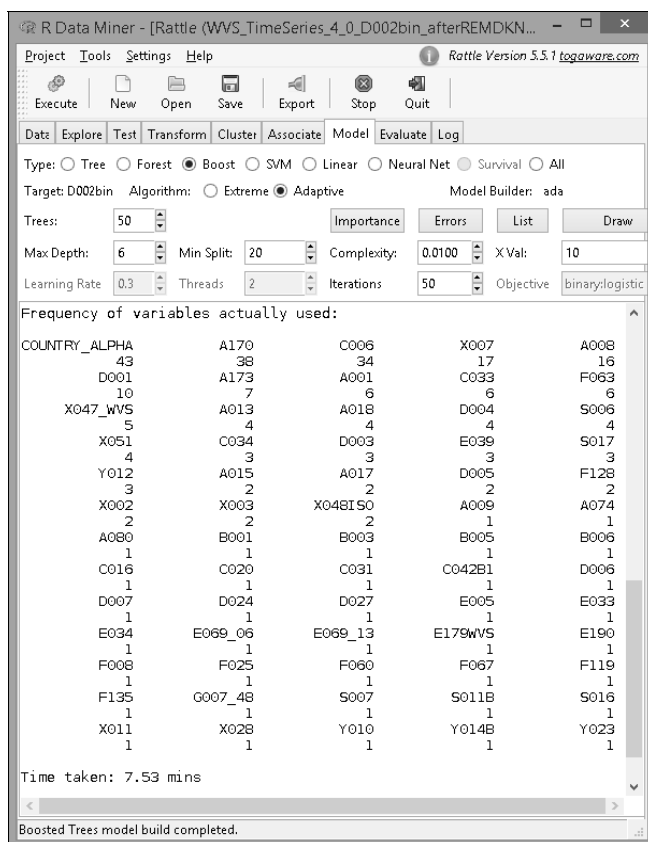 R Data Miner - [Rattle (WVS_TimeSeries_4_0_D002bin_afterREMDKN...
Project Tools Settings Help Rattle Version 5.5.1 togaware.com
Execute New Open Save Export Stop Quit
Data Explore Test Transform Cluster Associate Model Evaluate Log
Type: Tree Forest Boost SVM Linear Neural Net Survival All
Target: D002bin Algorithm: Extreme Adaptive Model Builder: ada
Trees: 50 Importance Errors List Draw
Max Depth: 6 Min Split: 20 Complexity: 0.0100 X Val: 10
Learning Rate 0.3 Threads 2 Iterations 50 Objective binary:logistic
Frequency of variables actually used:
COUNTRY_ALPHA A170 C006 X007 A008
43 38 34 17 16
D001 A173 A001 C033 F063
10 7 6 6 6
X047_WVS A013 A018 D004 S006
5 4 4 4 4
X051 C034 D003 E039 S017
4 3 3 3 3
Y012 A015 A017 D005 F128
3 2 2 2 2
X002 X003 X048ISO A009 A074
2 2 2 1 1
A080 B001 B003 B005 B006
1 1 1 1 1
C016 C020 C031 C042B1 D006
1 1 1 1 1
D007 D024 D027 E005 E033
1 1 1 1 1
E034 E069_06 E069_13 E179WVS E190
1 1 1 1 1
F008 F025 F060 F067 F119
1 1 1 1 1
F135 G007_48 S007 S011B S016
1 1 1 1 1
X011 X028 Y010 Y014B Y023
1 1 1 1 1
Time taken: 7.53 mins
Boosted Trees model build completed.